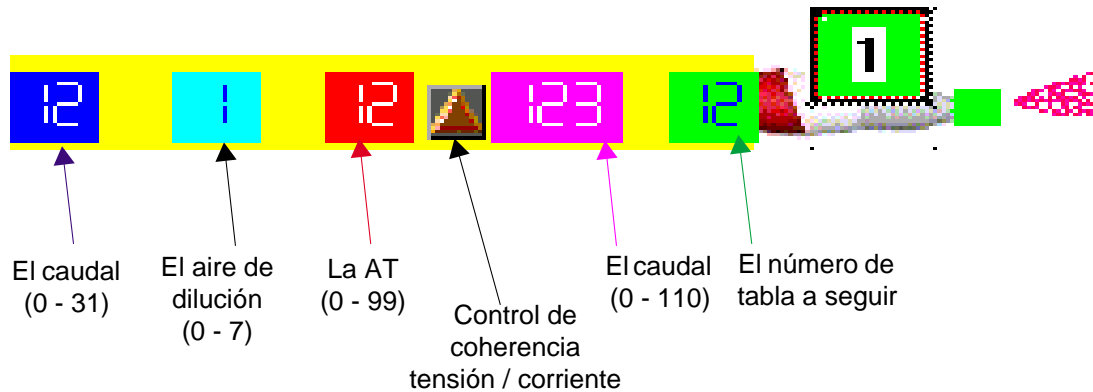 1
12 1 12 123 12
El caudal
(0 - 31)
El aire de
dilución
(0 - 7)
La AT
(0 - 99)
Control de
coherencia
tensión / corriente
El caudal
(0 - 110)
El número de
tabla a seguir